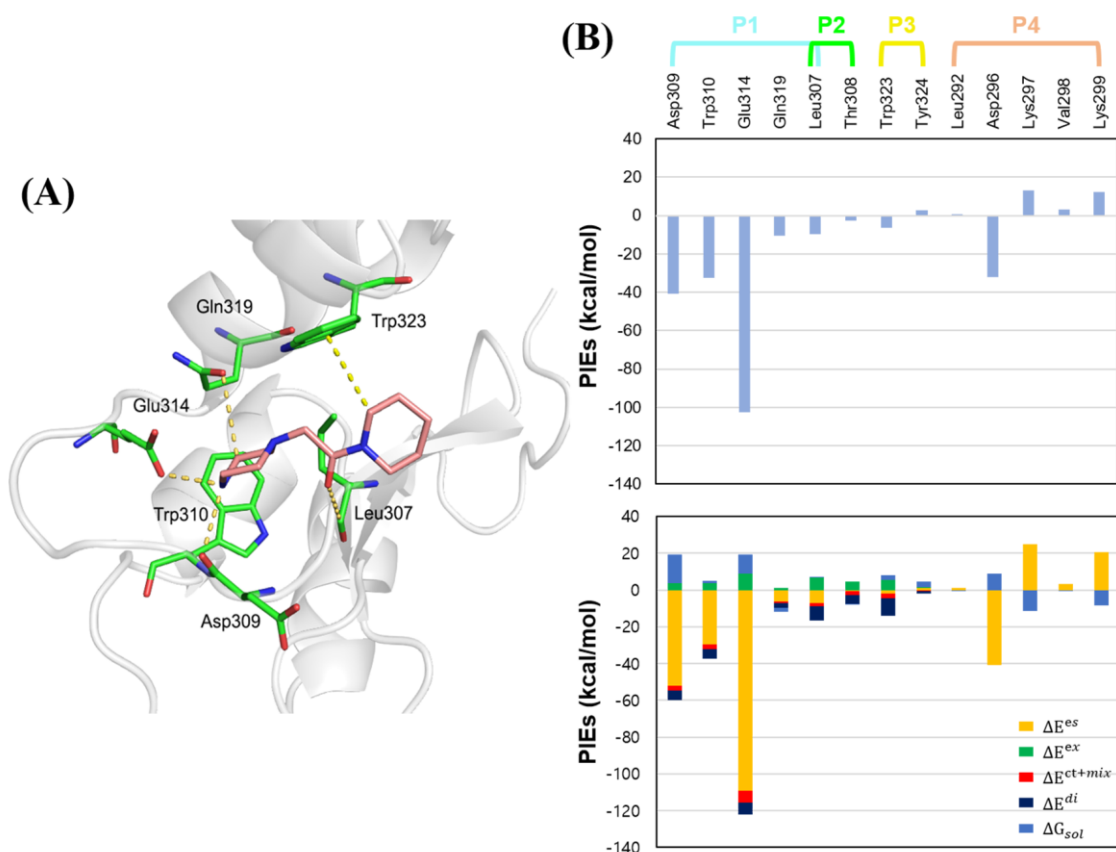 (A)
Gln319
Trp323
Glu314
Trp310
Leu307
Asp309
(B)
P1 P2 P3 P4
Asp309 Trp310 Glu314 Gln319 Leu307 Thr308 Trp323 Tyr324 Leu292 Asp296 Lys297 Val298 Lys299
PIEs (kcal/mol)
40
20
0
-20
-40
-60
-80
-100
-120
-140
PIEs (kcal/mol)
40
20
0
-20
-40
-60
-80
-100
-120
-140
ΔE^es
ΔE^ex
ΔE^ct+mix
ΔE^di
ΔG_sol